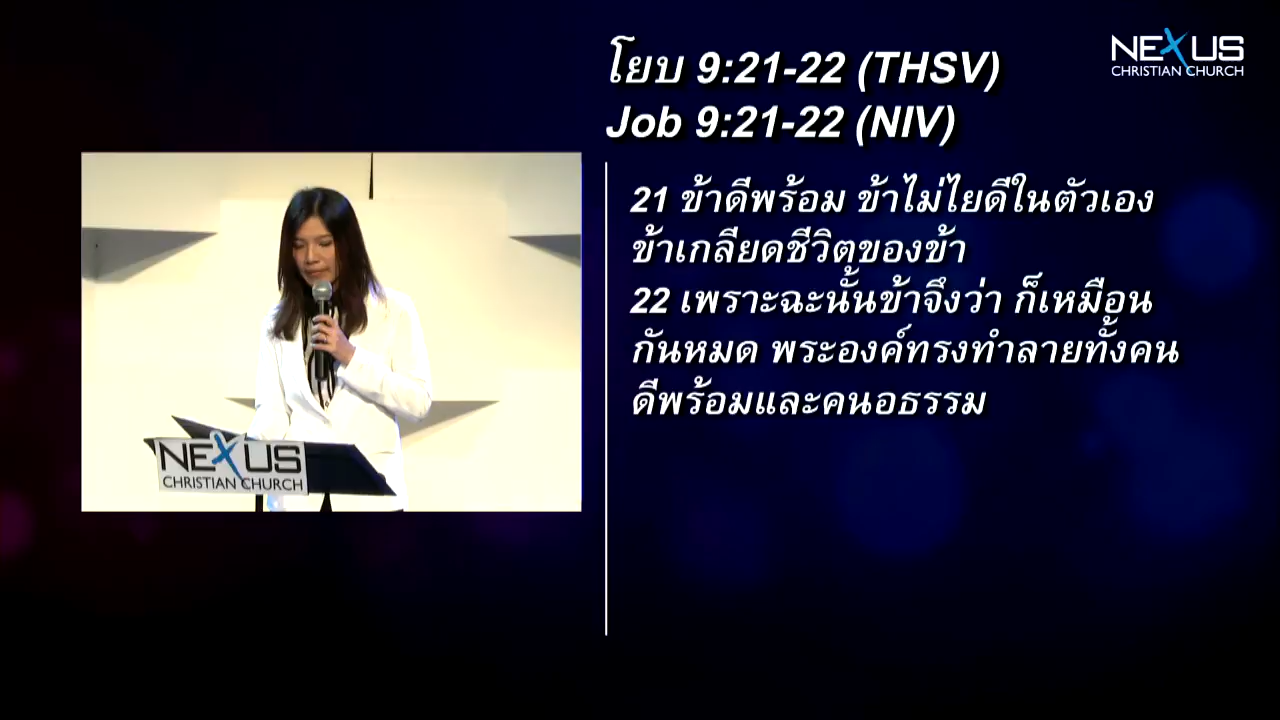 โยบ 9:21-22 (THSV)
Job 9:21-22 (NIV)
NEXUS
CHRISTIAN CHURCH
21 ข้าดีพร้อม ข้าไม่ไยดีในตัวเอง
ข้าเกลียดชีวิตของข้า
22 เพราะฉะนั้นข้าจึงว่า ก็เหมือน
กันหมด พระองค์ทรงทำลายทั้งคน
ดีพร้อมและคนอธรรม
NEXUS
CHRISTIAN CHURCH